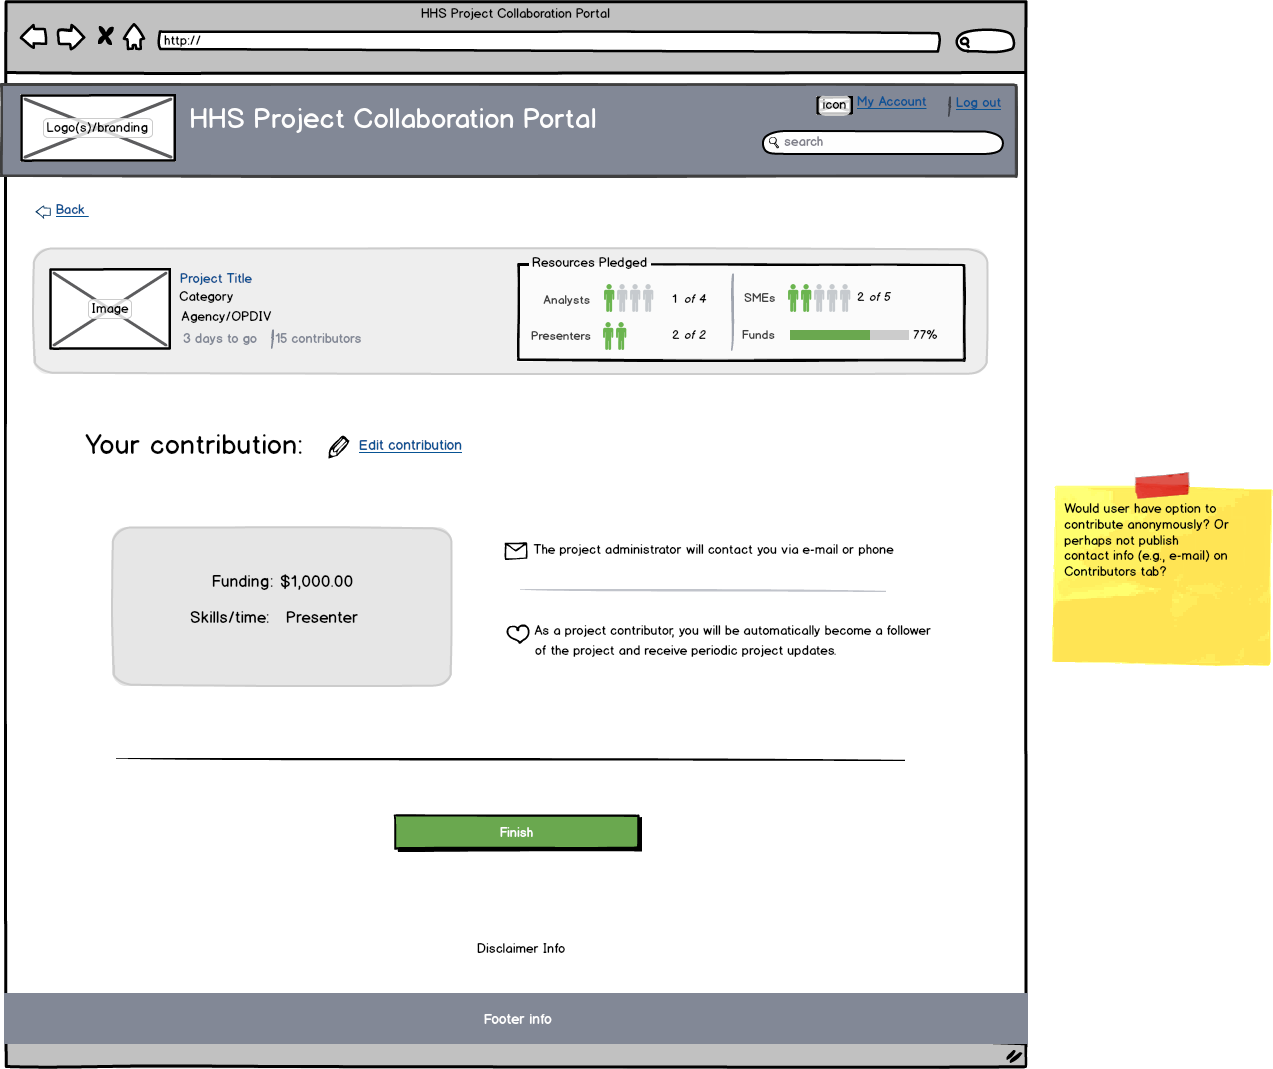 HHS Project Collaboration Portal
http://
Logo(s)/branding
HHS Project Collaboration Portal
icon
My Account
Log out
search
Back
Image
Project Title
Category
Agency/OPDIV
3 days to go
15 contributors
Resources Pledged
Analysts
1 of 4
SMEs
2 of 5
Presenters
2 of 2
Funds
77%
Your contribution:
Edit contribution
Funding: $1,000.00
Skills/time: Presenter
The project administrator will contact you via e-mail or phone
As a project contributor, you will be automatically become a follower
of the project and receive periodic project updates.
Finish
Disclaimer Info
Footer info
Would user have option to
contribute anonymously? Or
perhaps not publish
contact info (e.g., e-mail) on
Contributors tab?